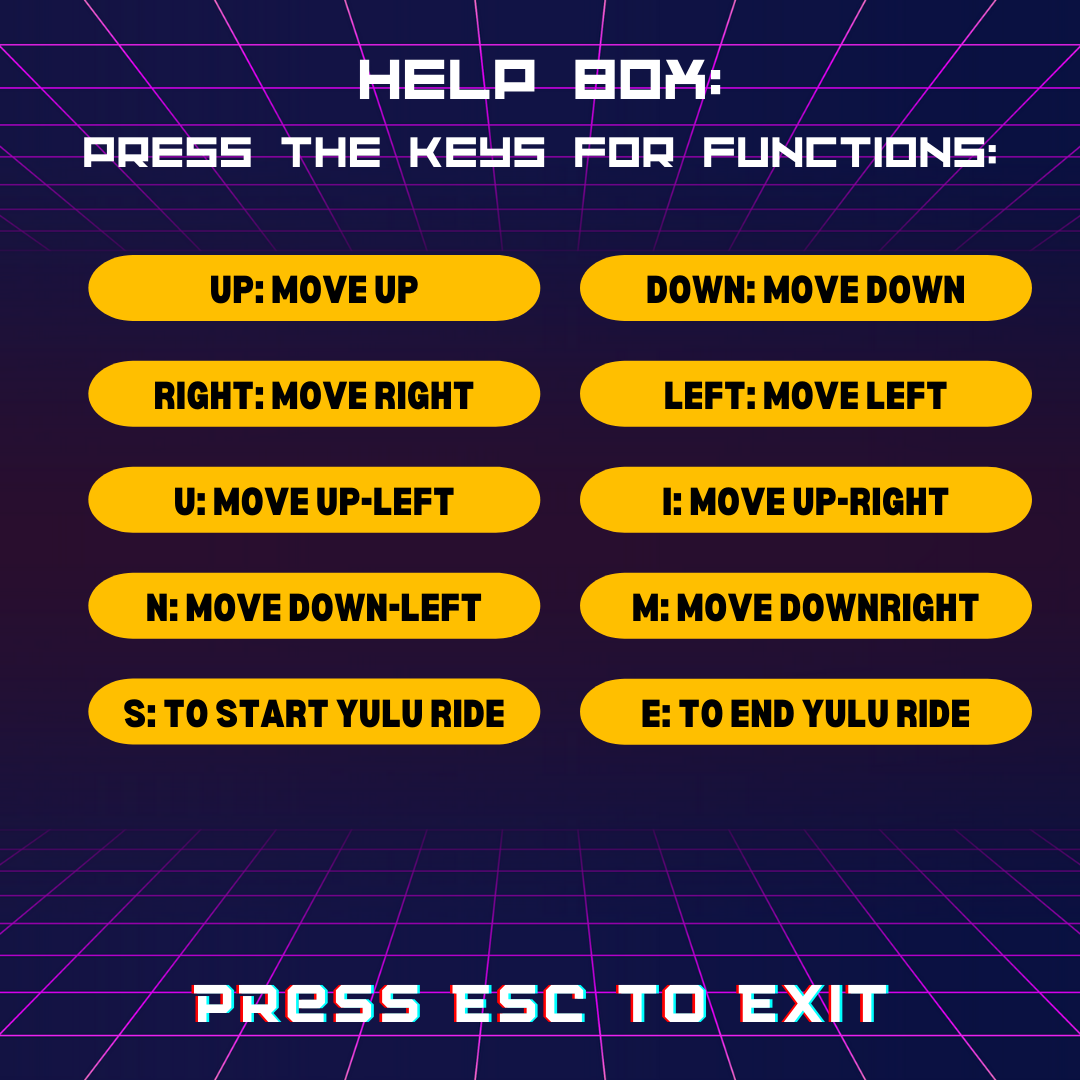 HELP BOX:
PRESS THE KEYS FOR FUNCTIONS:
UP: MOVE UP
DOWN: MOVE DOWN
RIGHT: MOVE RIGHT
LEFT: MOVE LEFT
U: MOVE UP-LEFT
I: MOVE UP-RIGHT
N: MOVE DOWN-LEFT
M: MOVE DOWNRIGHT
S: TO START YULU RIDE
E: TO END YULU RIDE
PRESS ESC TO EXIT